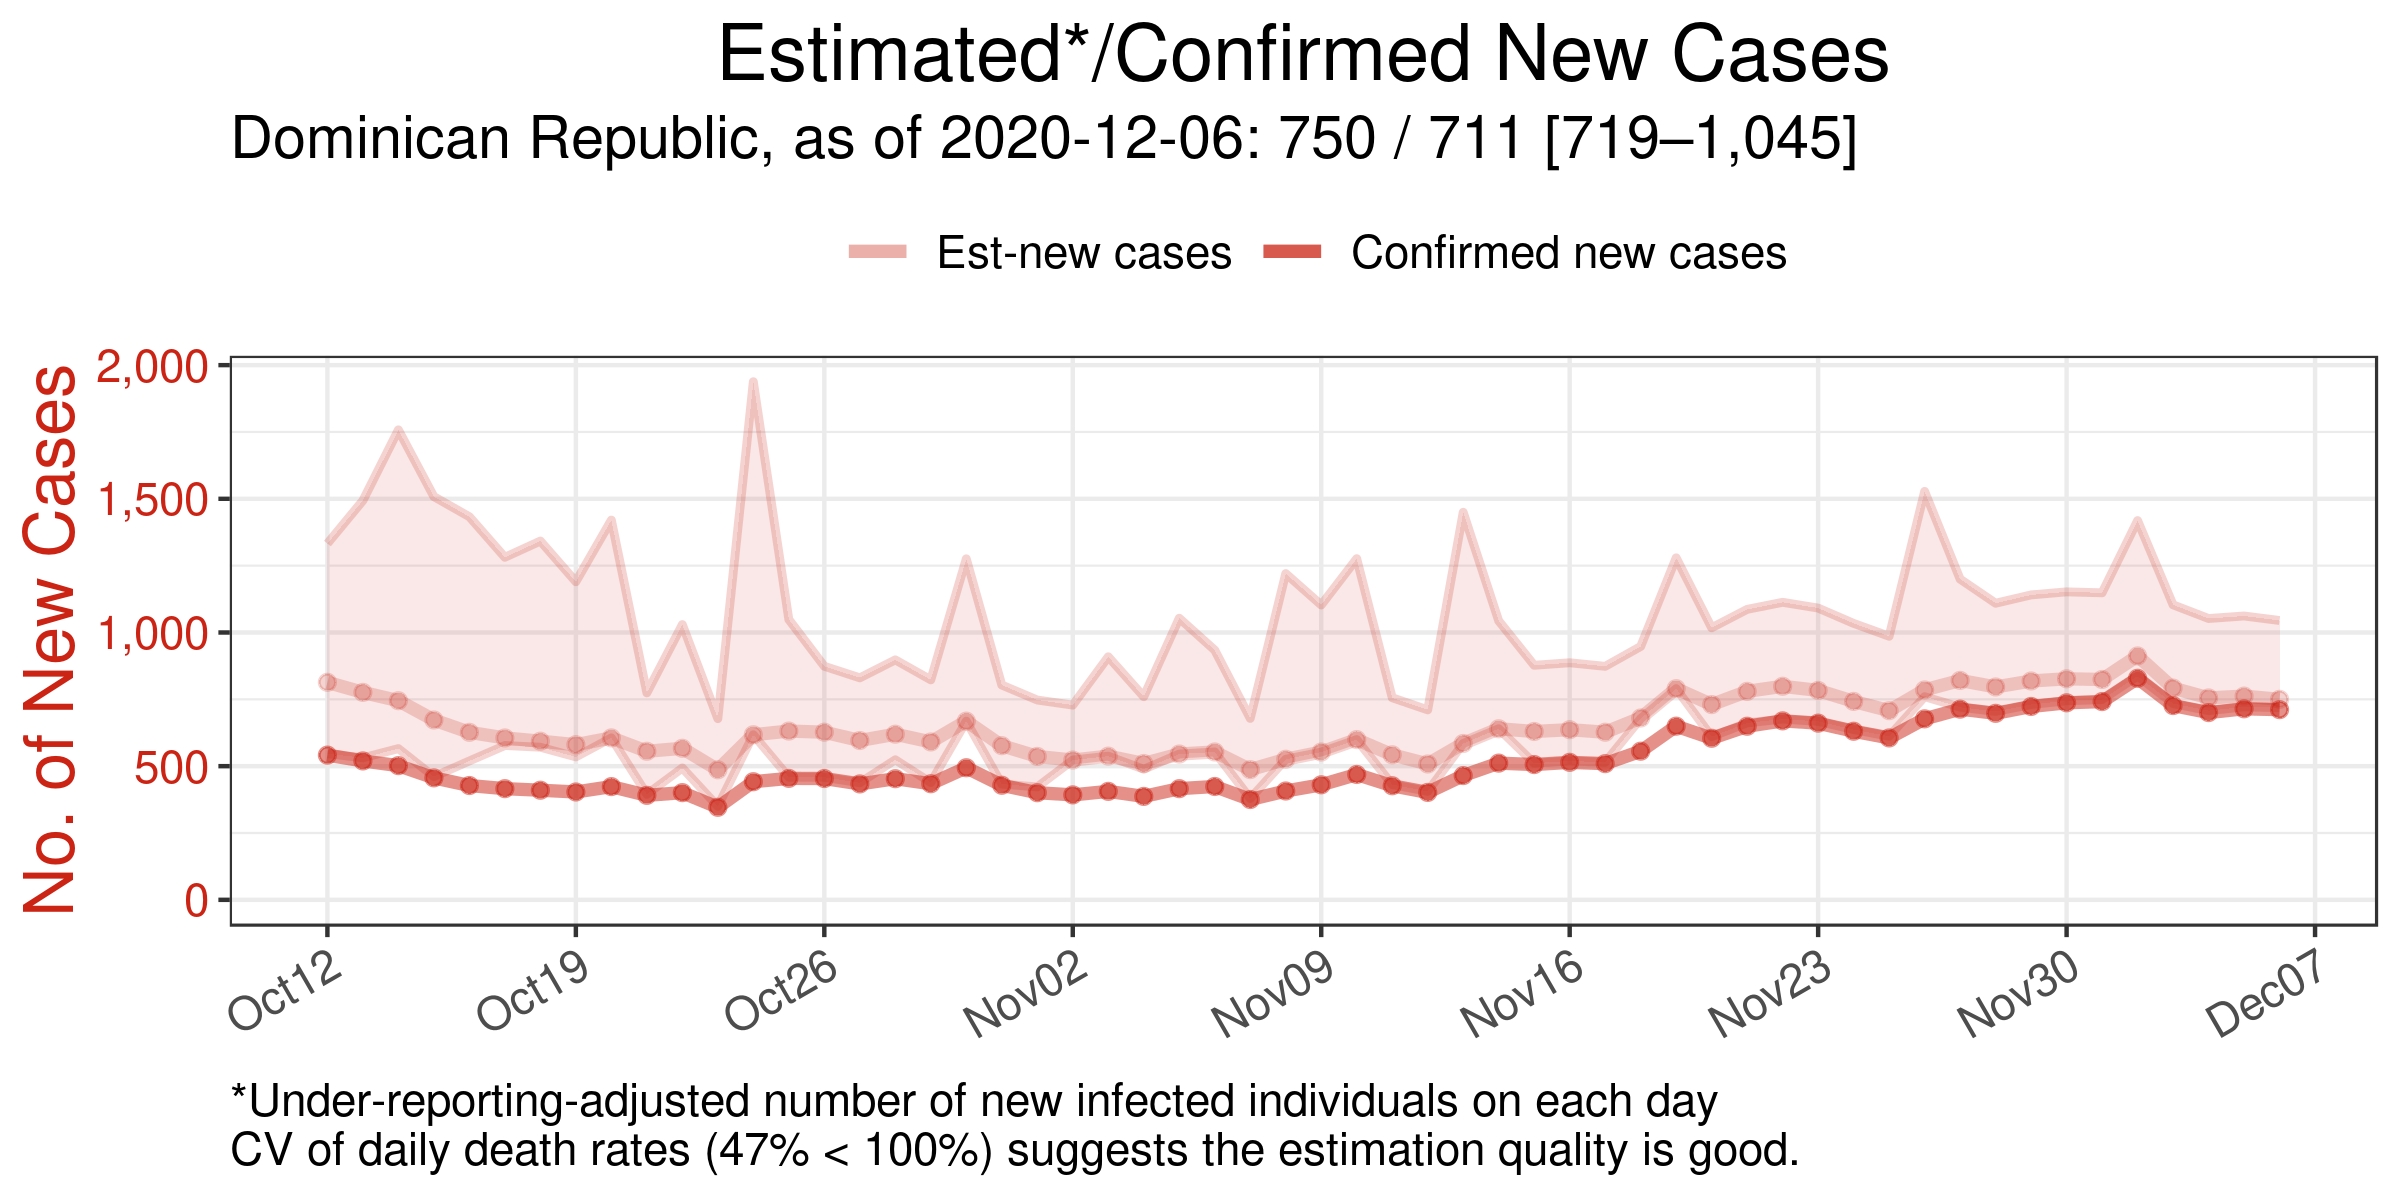 Estimated*/Confirmed New Cases
Dominican Republic, as of 2020-12-06: 750 / 711 [719–1,045]
Est-new cases
Confirmed new cases
No. of New Cases
2,000
1,500
1,000
500
0
Oct12
Oct19
Oct26
Nov02
Nov09
Nov16
Nov23
Nov30
Dec07
*Under-reporting-adjusted number of new infected individuals on each day
CV of daily death rates (47% < 100%) suggests the estimation quality is good.